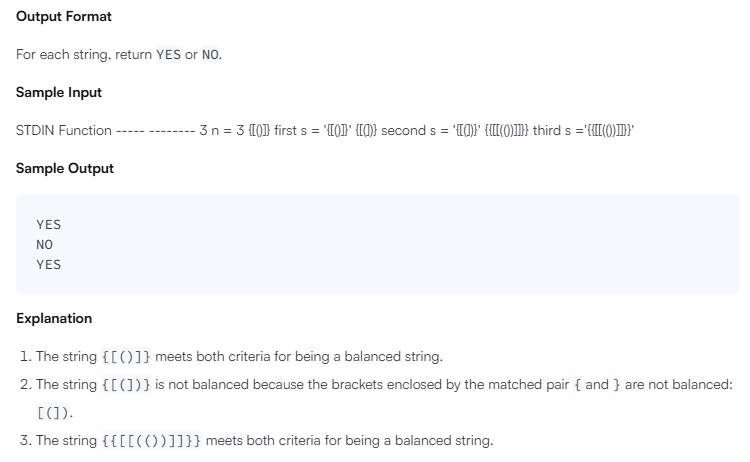 Output Format
For each string, return YES or NO.
Sample Input
STDIN Function ----- -------- 3 n = 3 {[()]} first s = '{[()]}' {[(])} second s = '{[(])}' {{[[(())]]}} third s ='{{[[(())]]}}'
Sample Output
YES
NO
YES
Explanation
1. The string {[()]} meets both criteria for being a balanced string.
2. The string {[(])} is not balanced because the brackets enclosed by the matched pair { and } are not balanced:
[(]).
3. The string {{[[(())]]}} meets both criteria for being a balanced string.